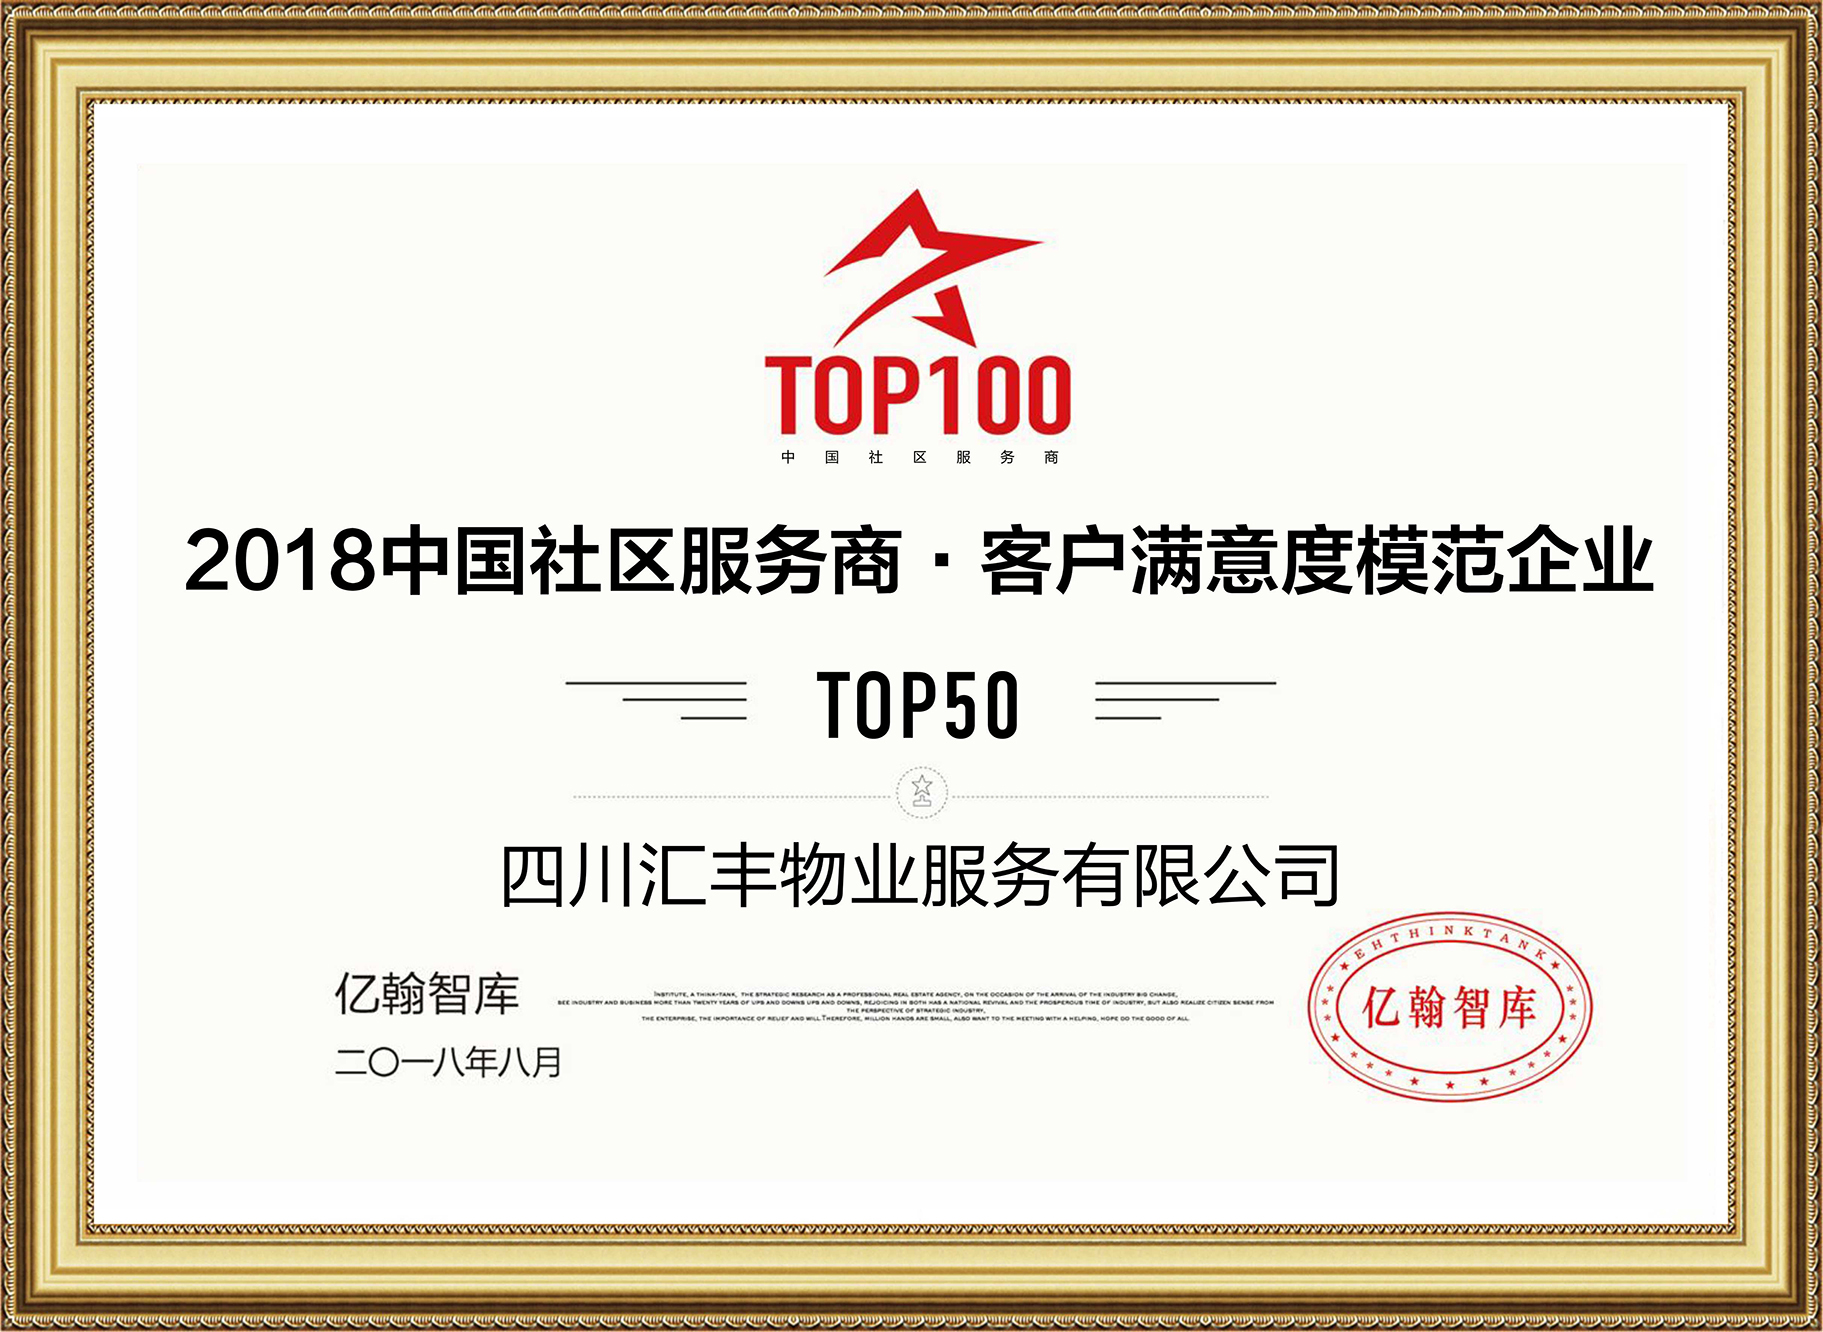 TOP100
中国社区服务商
2018中国社区服务商·客户满意度模范企业
TOP50
四川汇丰物业服务有限公司
亿翰智库
二〇一八年八月
INSTITUTE, A THINK-TANK, THE STRATEGIC RESEARCH AS A PROFESSIONAL REAL ESTATE AGENCY, ON THE OCCASION OF THE ARRIVAL OF THE INDUSTRY BIG CHANGE,
SEE INDUSTRY AND BUSINESS MORE THAN TWENTY YEARS OF UPS AND DOWNS UPS AND DOWNS, REJOICING IN BOTH HAS A NATIONAL REVIVAL AND THE PROSPEROUS TIME OF INDUSTRY, BUT ALSO REALIZE CITIZEN SENSE FROM
THE PERSPECTIVE OF STRATEGIC INDUSTRY,
THE ENTERPRISE, THE IMPORTANCE OF RELIEF AND WILL.THEREFORE, MILLION HANDS ARE SMALL, ALSO WANT TO THE MEETING WITH A HELPING, HOPE DO THE GOOD OF ALL.
EHTHINKTANK
亿翰智库